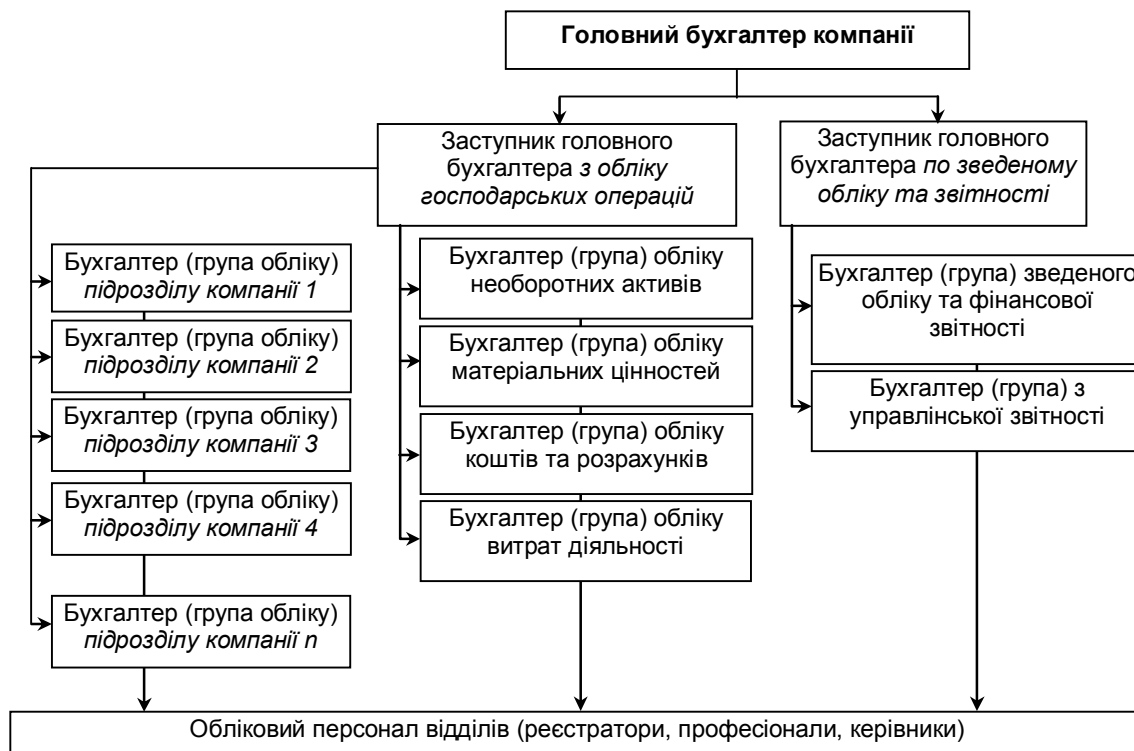 Головний бухгалтер компанії
Заступник головного
бухгалтера з обліку
господарських операцій
Заступник головного
бухгалтера по зведеному
обліку та звітності
Бухгалтер (група обліку)
підрозділу компанії 1
Бухгалтер (група обліку)
підрозділу компанії 2
Бухгалтер (група обліку)
підрозділу компанії 3
Бухгалтер (група обліку)
підрозділу компанії 4
Бухгалтер (група обліку)
підрозділу компанії n
Бухгалтер (група) обліку
необоротних активів
Бухгалтер (група) обліку
матеріальних цінностей
Бухгалтер (група) обліку
коштів та розрахунків
Бухгалтер (група) обліку
витрат діяльності
Бухгалтер (група) зведеного
обліку та фінансової
звітності
Бухгалтер (група) з
управлінської звітності
Обліковий персонал відділів (реєстратори, професіонали, керівники)